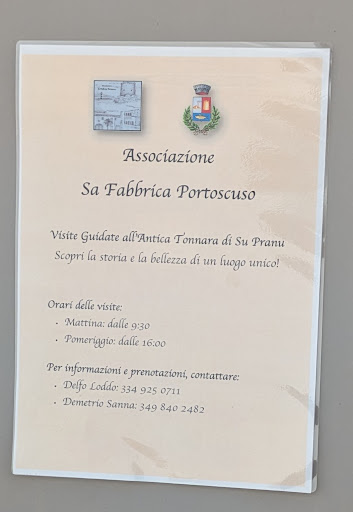 Associazione
Sa Fabbrica Portoscuso
Visite Guidate all'Antica Tonnara di Su Pranu
Scopri la storia e la bellezza di un luogo unico!
Orari delle visite:
• Mattina: dalle 9:30
• Pomeriggio: dalle 16:00
Per informazioni e prenotazioni, contattare:
• Delfo Loddo: 334 925 0711
• Demetrio Sanna: 349 840 2482